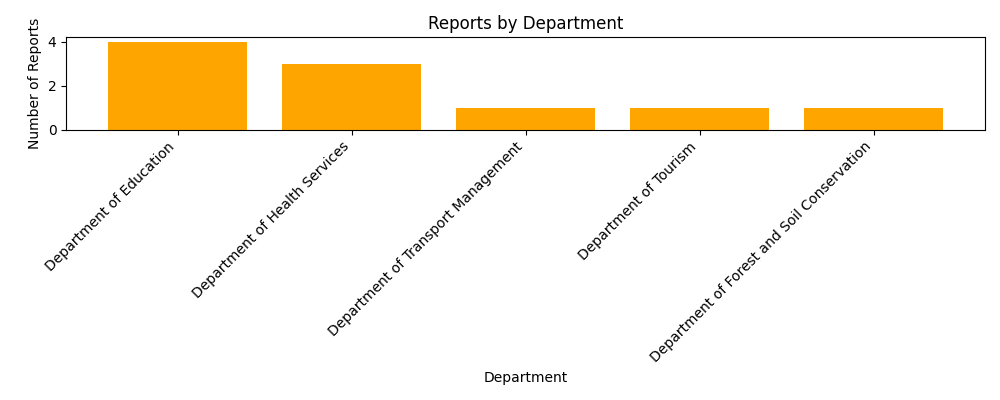 Reports by Department
Number of Reports
4
2
0
Department of Education
Department of Health Services
Department of Transport Management
Department of Tourism
Department of Forest and Soil Conservation
Department